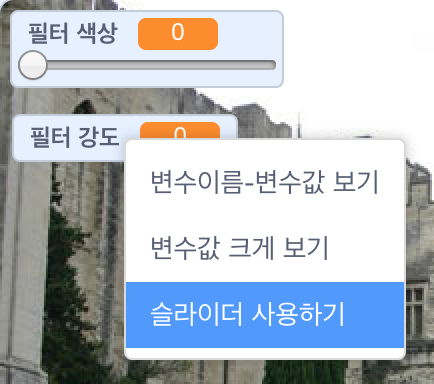 필터 색상 0
필터 강도 0
변수이름-변수값 보기
변수값 크게 보기
슬라이더 사용하기